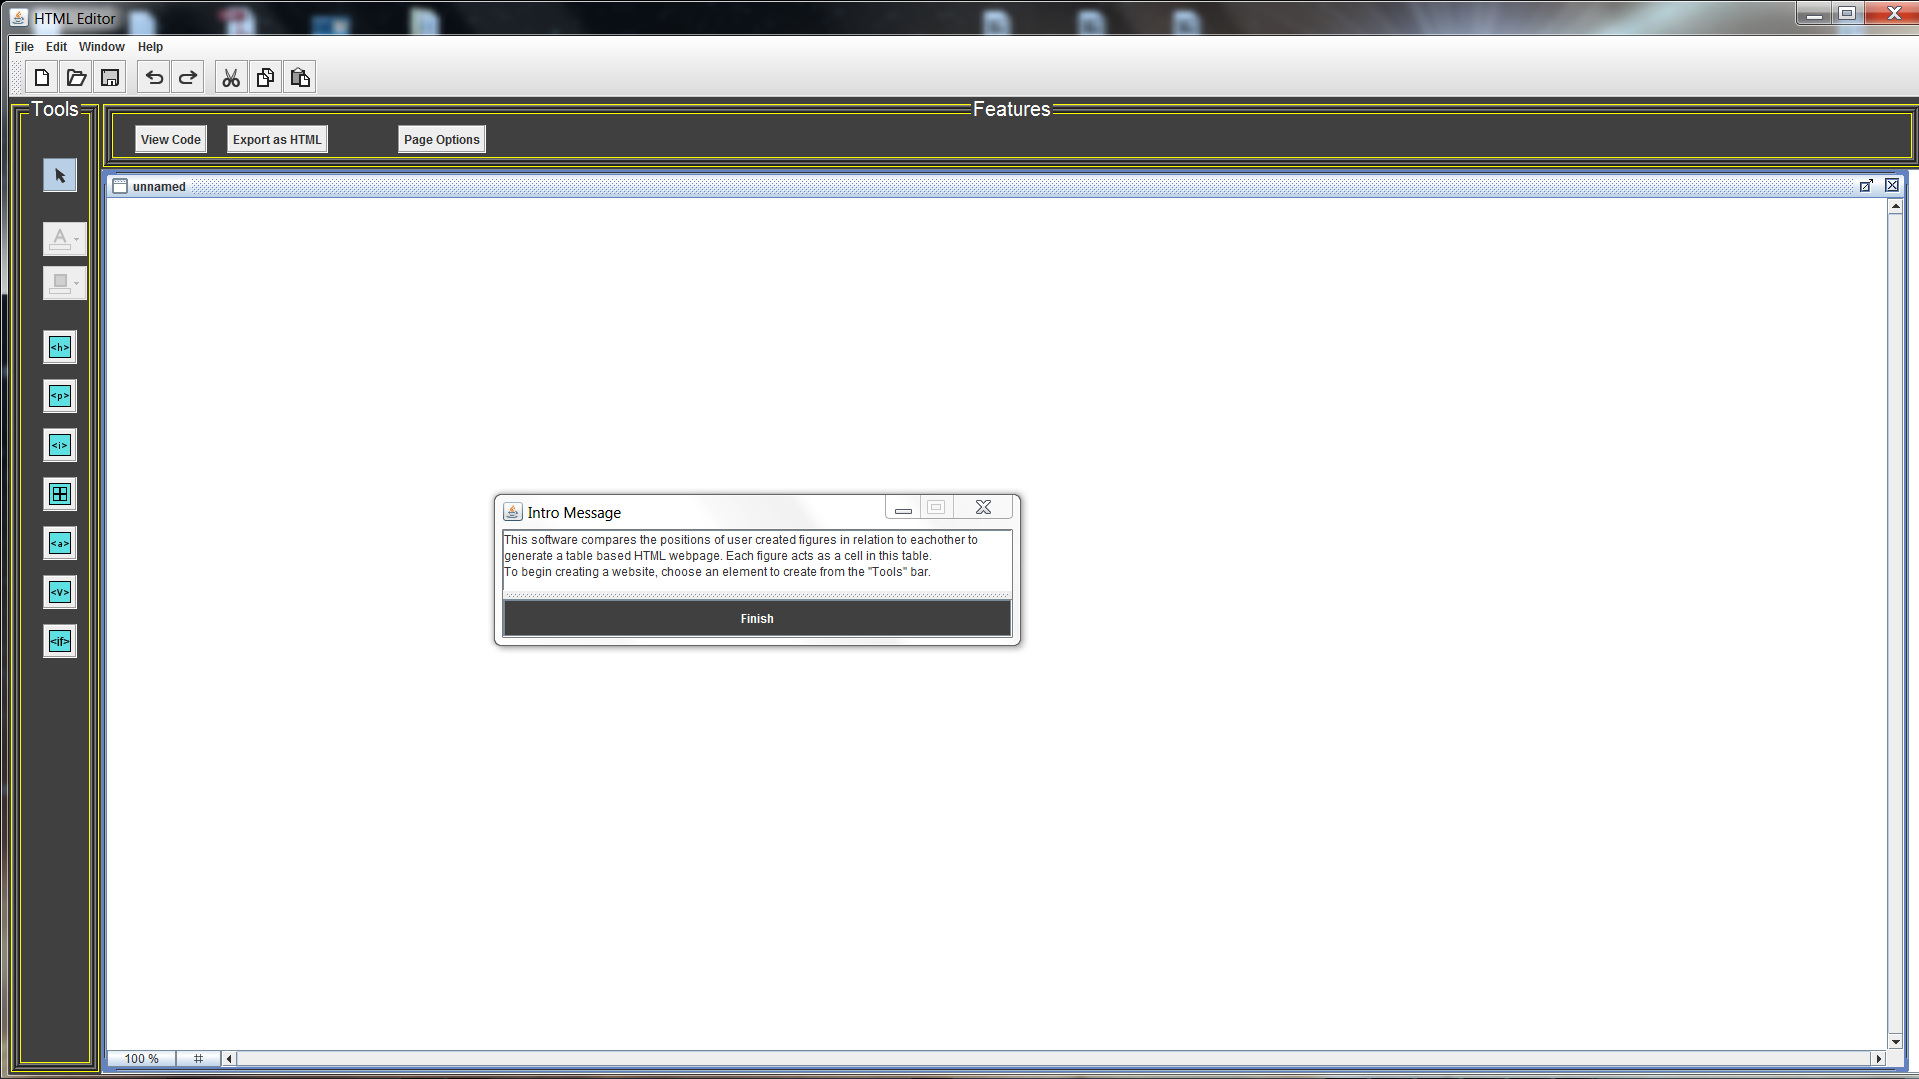 HTML Editor
File Edit Window Help
Tools
Features
View Code Export as HTML Page Options
unnamed
A
<h>
<p>
<i>
<a>
<V>
<if>
Intro Message
This software compares the positions of user created figures in relation to eachother to
generate a table based HTML webpage. Each figure acts as a cell in this table.
To begin creating a website, choose an element to create from the "Tools" bar.
Finish
100 % #